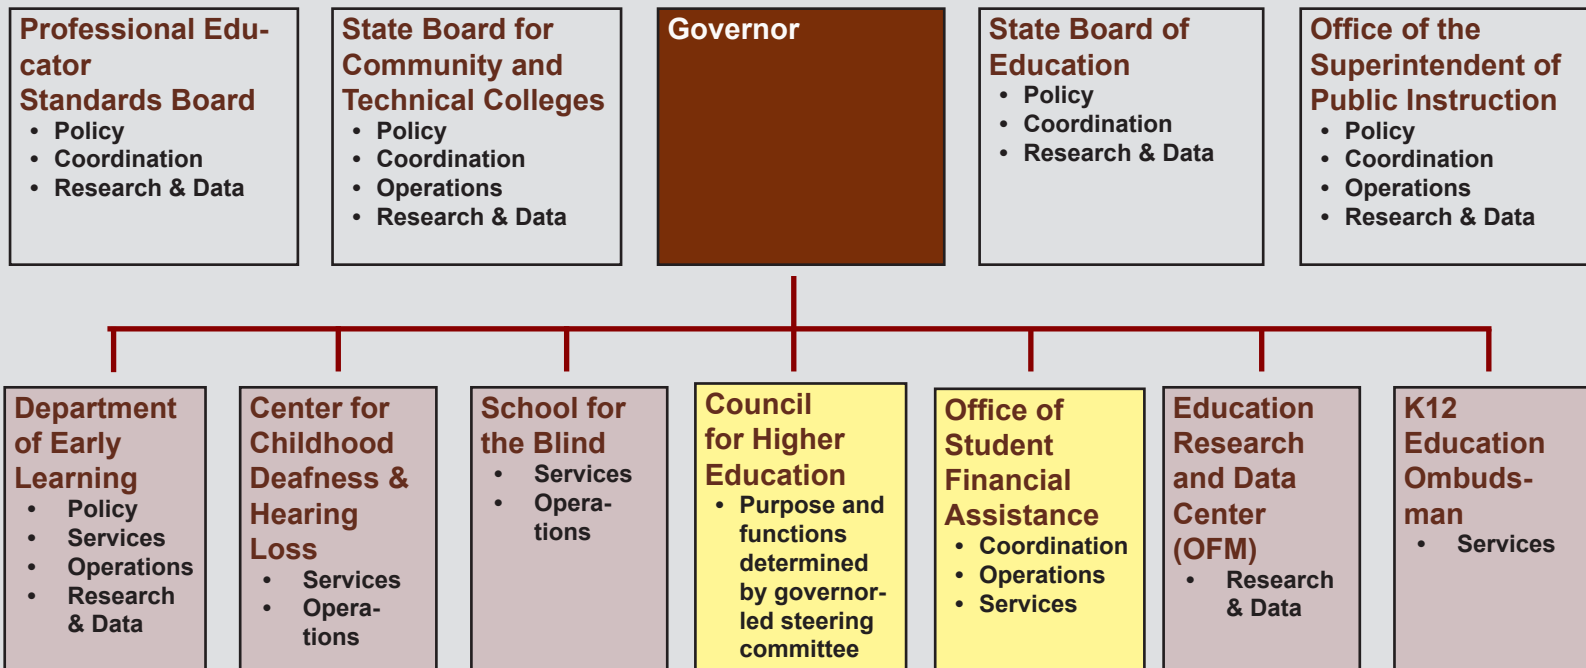 Professional Edu-
cator
Standards Board
• Policy
• Coordination
• Research & Data
State Board for
Community and
Technical Colleges
• Policy
• Coordination
• Operations
• Research & Data
Governor
State Board of
Education
• Policy
• Coordination
• Research & Data
Office of the
Superintendent of
Public Instruction
• Policy
• Coordination
• Operations
• Research & Data
Department
of Early
Learning
• Policy
• Services
• Operations
• Research
& Data
Center for
Childhood
Deafness &
Hearing
Loss
• Services
• Opera-
tions
School for
the Blind
• Services
• Opera-
tions
Council
for Higher
Education
• Purpose and
functions
determined
by governor-
led steering
committee
Office of
Student
Financial
Assistance
• Coordination
• Operations
• Services
Education
Research
and Data
Center
(OFM)
• Research
& Data
K12
Education
Ombuds-
man
• Services